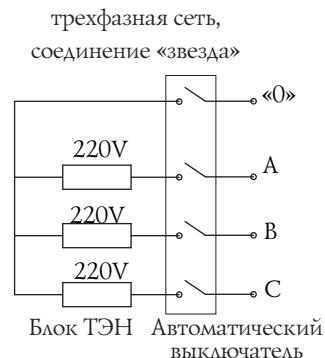 трехфазная сеть,
соединение «звезда»
«0»
220V
A
220V
B
220V
C
Блок ТЭН
Автоматический
выключатель